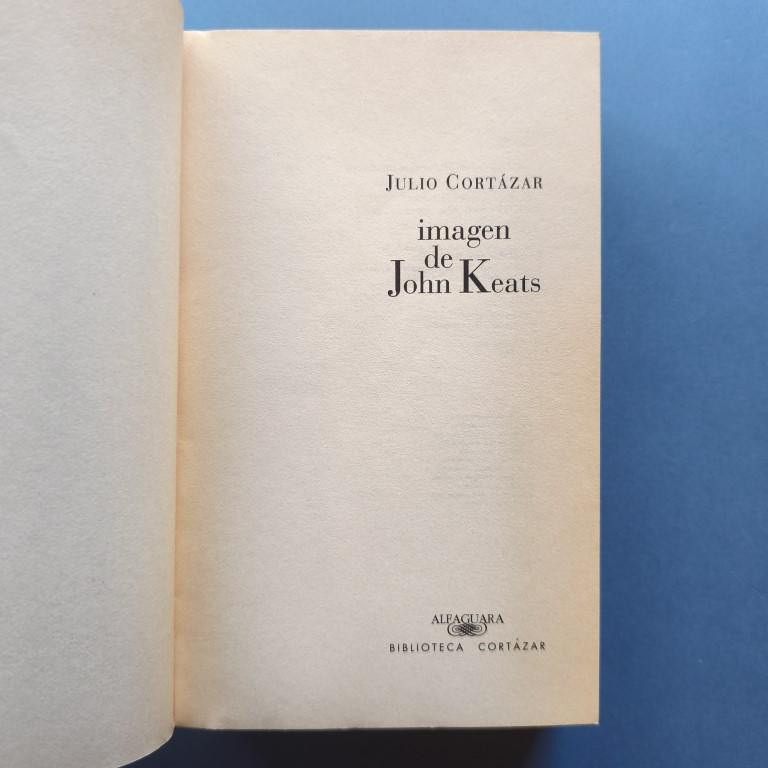 JULIO CORTÁZAR
imagen
de
John Keats
ALFAGUARA
BIBLIOTECA CORTÁZAR